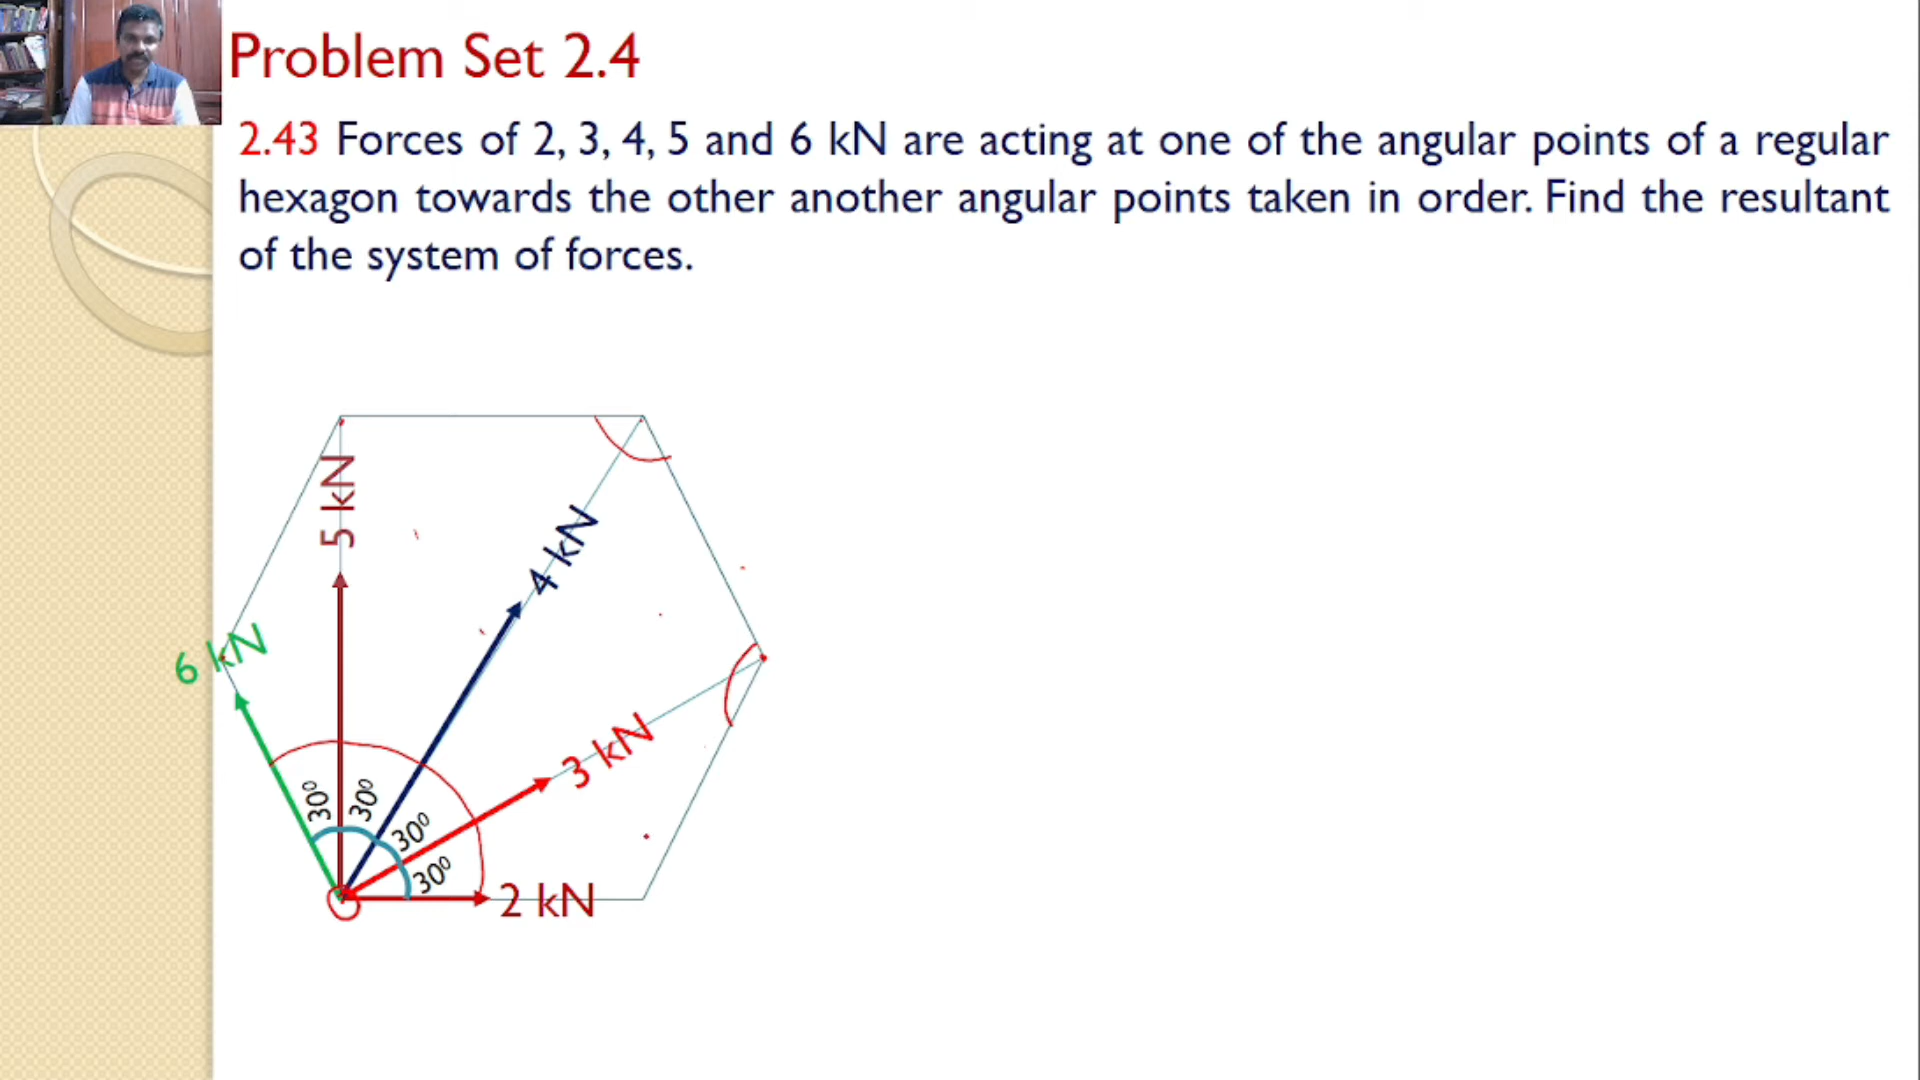 Problem Set 2.4
2.43 Forces of 2, 3, 4, 5 and 6 kN are acting at one of the angular points of a regular
hexagon towards the other another angular points taken in order. Find the resultant
of the system of forces.
5 kN
4 kN
6 kN
3 kN
30⁰
30⁰
30⁰
30⁰
2 kN